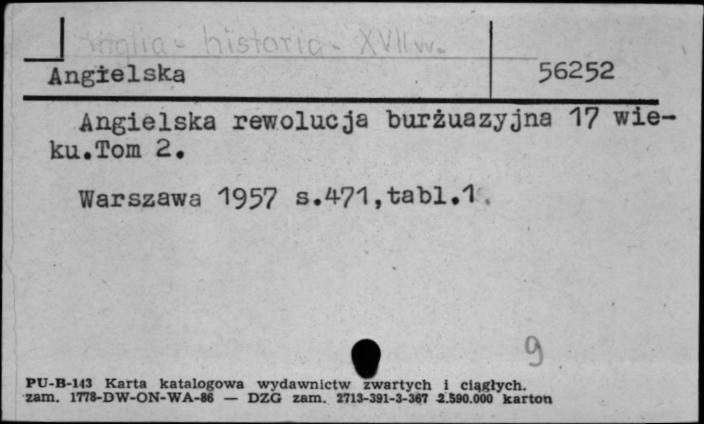 Anglia - historia - XVII w.
Angielska 56252
Angielska rewolucja burżuazyjna 17 wie-
ku.Tom 2.
Warszawa 1957 s.471,tabl.1.
9
PU-B-143 Karta katalogowa wydawnictw zwartych i ciągłych.
zam. 1778-DW-ON-WA-86 — DZG zam. 2713-391-3-367 2.590.000 karton